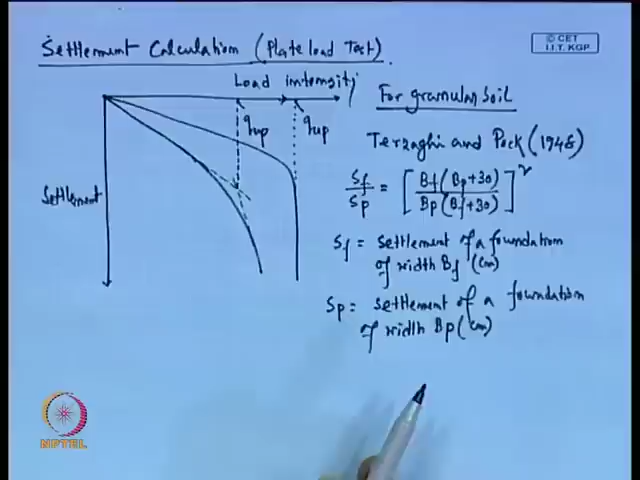 Settlement Calculation (Plate load Test)
© CET
I.I.T. KGP
Load intensity
For granular soil
qup
qup
Terzaghi and Peck (1948)
Sf/Sp = [Bf(Bp+30)/Bp(Bf+30)]²
Settlement
Sf = settlement of a foundation
of width Bf (cm)
Sp = settlement of a foundation
of width Bp (cm)
NPTEL